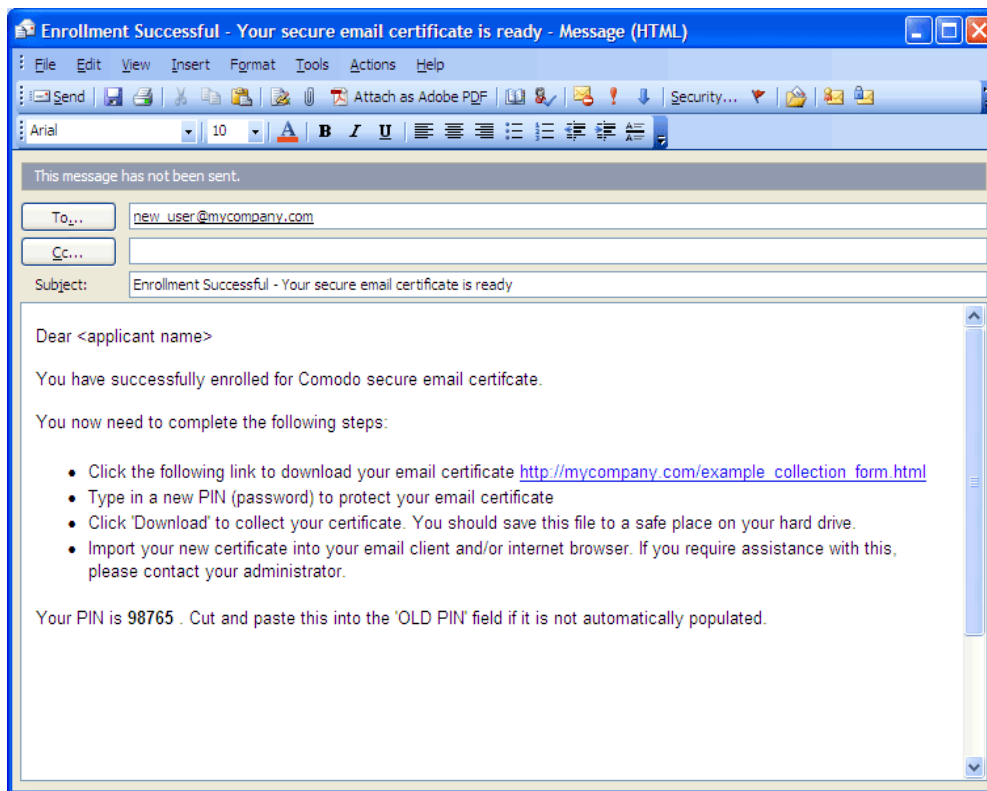 Enrollment Successful - Your secure email certificate is ready - Message (HTML)
File Edit View Insert Format Tools Actions Help
Send Attach as Adobe PDF Security...
Arial 10 A B I U
This message has not been sent.
To... new_user@mycompany.com
Cc...
Subject: Enrollment Successful - Your secure email certificate is ready
Dear <applicant name>
You have successfully enrolled for Comodo secure email certifcate.
You now need to complete the following steps:
• Click the following link to download your email certificate http://mycompany.com/example_collection_form.html
• Type in a new PIN (password) to protect your email certificate
• Click 'Download' to collect your certificate. You should save this file to a safe place on your hard drive.
• Import your new certificate into your email client and/or internet browser. If you require assistance with this,
please contact your administrator.
Your PIN is 98765 . Cut and paste this into the 'OLD PIN' field if it is not automatically populated.